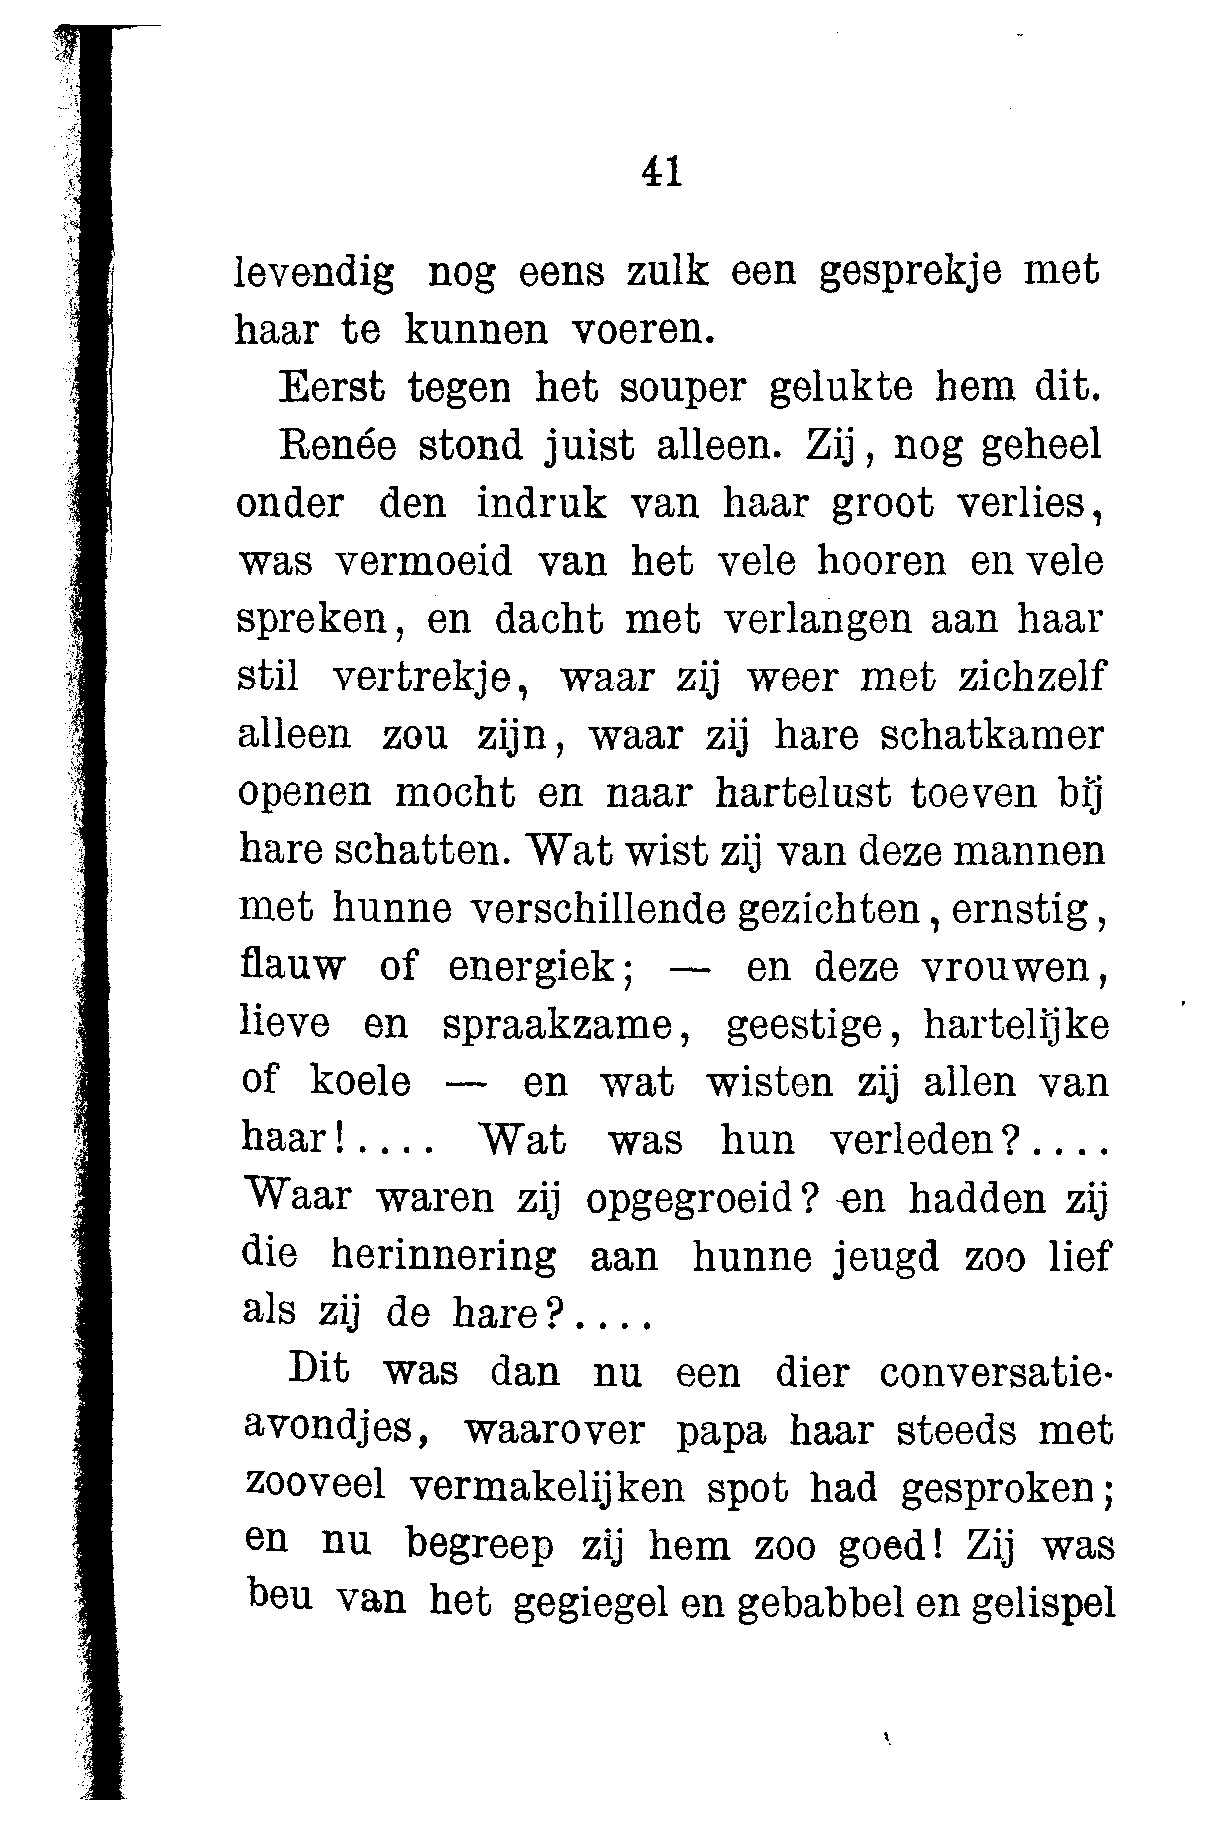 41
levendig nog eens zulk een gesprekje met
haar te kunnen voeren.
Eerst tegen het souper gelukte hem dit.
Renée stond juist alleen. Zij, nog geheel
onder den indruk van haar groot verlies,
was vermoeid van het vele hooren en vele
spreken, en dacht met verlangen aan haar
stil vertrekje, waar zij weer met zichzelf
alleen zou zijn, waar zij hare schatkamer
openen mocht en naar hartelust toeven bij
hare schatten. Wat wist zij van deze mannen
met hunne verschillende gezichten, ernstig,
flauw of energiek; — en deze vrouwen,
lieve en spraakzame, geestige, hartelijke
of koele — en wat wisten zij allen van
haar!.... Wat was hun verleden?....
Waar waren zij opgegroeid? en hadden zij
die herinnering aan hunne jeugd zoo lief
als zij de hare?....
Dit was dan nu een dier conversatie-
avondjes, waarover papa haar steeds met
zooveel vermakelijken spot had gesproken;
en nu begreep zij hem zoo goed! Zij was
beu van het gegiegel en gebabbel en gelispel